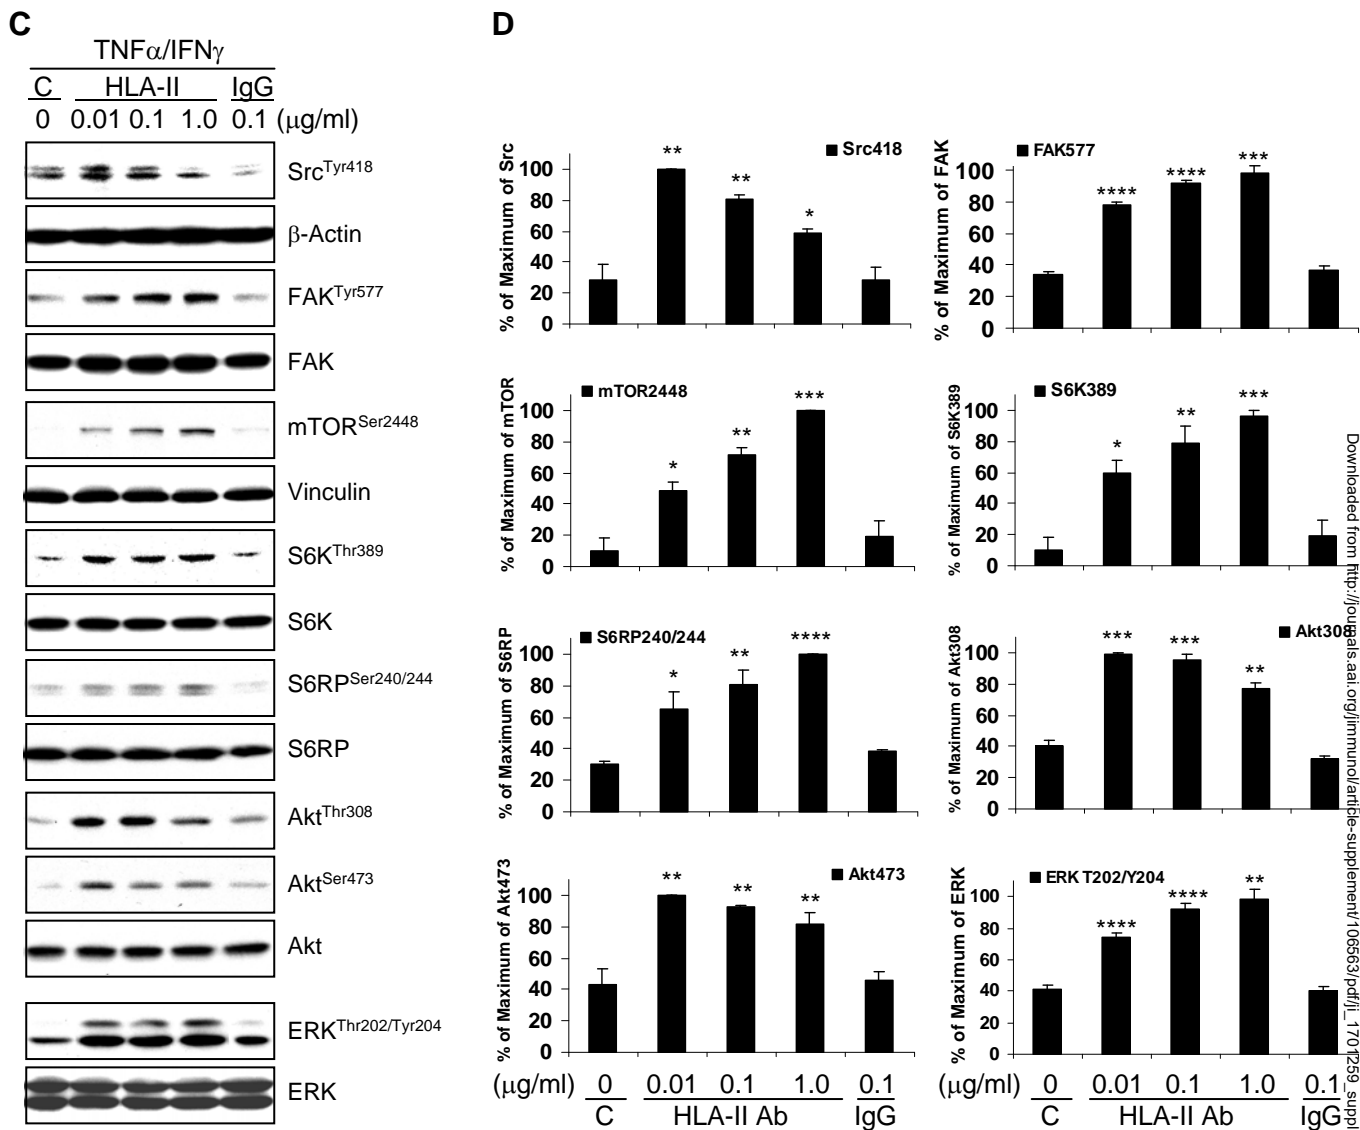 C
TNFα/IFNγ
C HLA-II IgG
0 0.01 0.1 1.0 0.1 (μg/ml)
SrcTyr418
β-Actin
FAKTyr577
FAK
mTORSer2448
Vinculin
S6KThr389
S6K
S6RPSer240/244
S6RP
AktThr308
AktSer473
Akt
ERKThr202/Tyr204
ERK
D
% of Maximum of Src
100
80
60
40
20
0
** ** *
Src418
% of Maximum of FAK
100
80
60
40
20
0
**** **** ***
FAK577
% of Maximum of mTOR
100
80
60
40
20
0
* ** ***
mTOR2448
% of Maximum of S6K389
100
80
60
40
20
0
* ** ***
S6K389
% of Maximum of S6RP
100
80
60
40
20
0
* ** ****
S6RP240/244
% of Maximum of Akt308
100
80
60
40
20
0
*** *** **
Akt308
% of Maximum of Akt473
100
80
60
40
20
0
** ** **
Akt473
% of Maximum of ERK
100
80
60
40
20
0
**** **** **
ERK T202/Y204
(μg/ml) 0 0.01 0.1 1.0 0.1
C HLA-II Ab IgG
(μg/ml) 0 0.01 0.1 1.0 0.1
C HLA-II Ab IgG
Downloaded from http://journals.aai.org/jimmunol/article-supplement/106563/pdf/ji_1701259_suppl